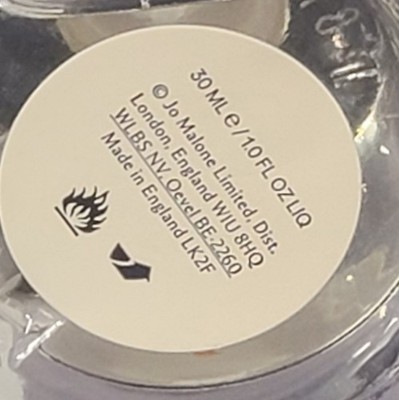 30 ML e / 1.0 FL OZ LIQ
© Jo Malone Limited, Dist.
London, England W1U 8HQ
WLBS NV, Oevel BE-2260
Made in England LK2F